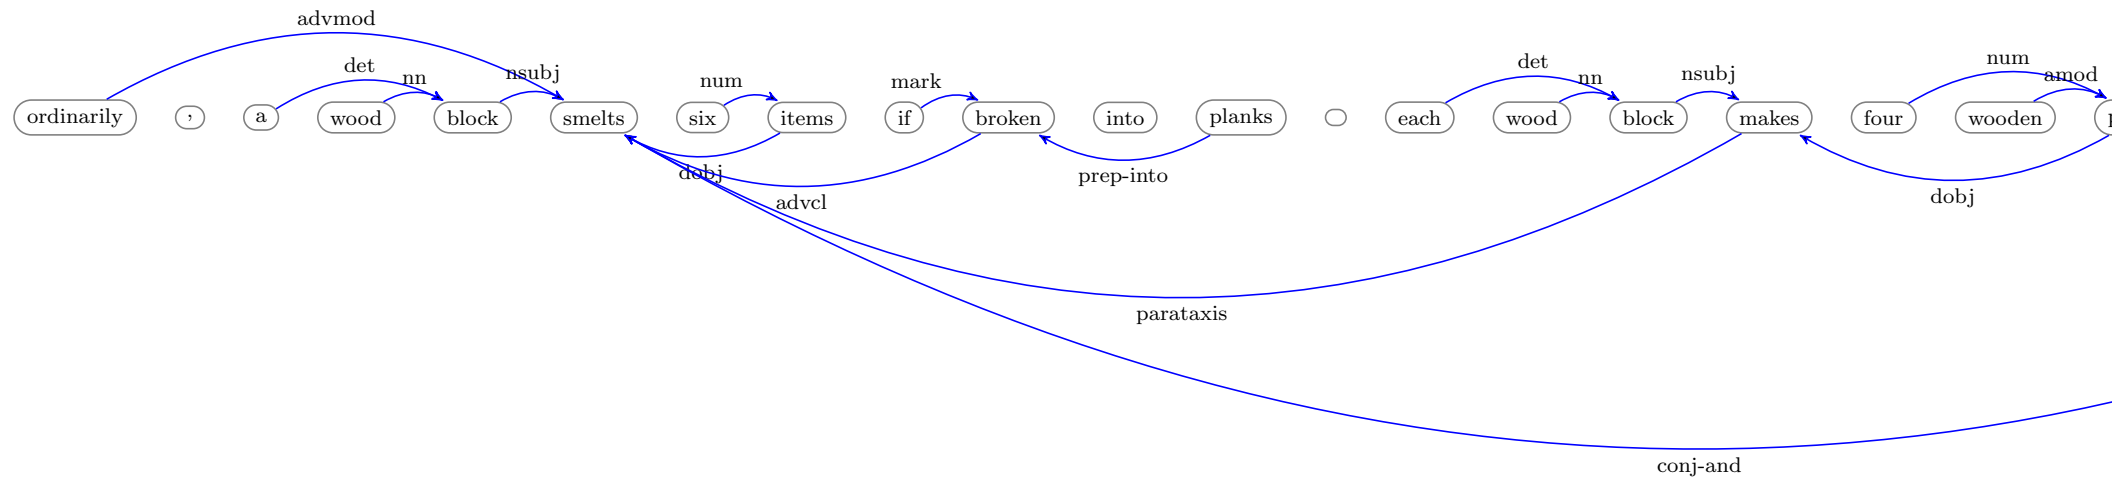 advmod
det nn nsubj num mark det nn nsubj num amod
ordinarily , a wood block smelts six items if broken into planks each wood block makes four wooden
dobj prep-into
advcl dobj
parataxis
conj-and